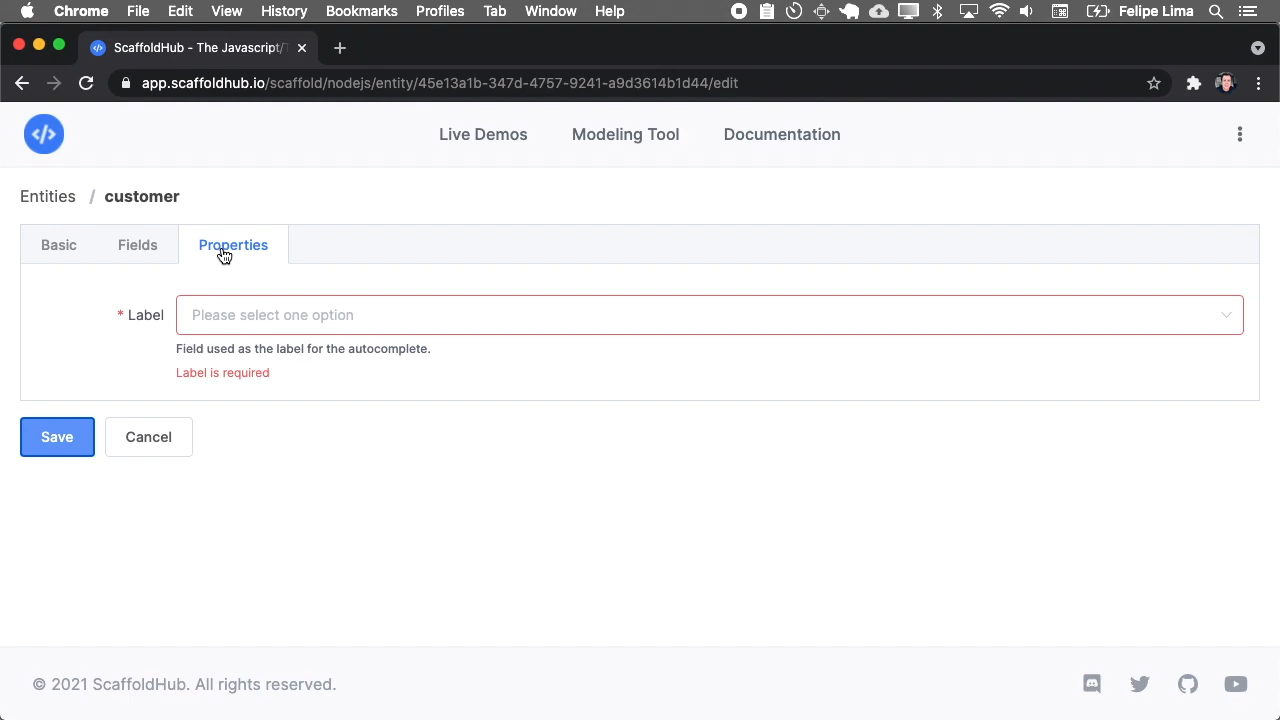 Chrome File Edit View History Bookmarks Profiles Tab Window Help Felipe Lima
ScaffoldHub - The Javascript/
app.scaffoldhub.io/scaffold/nodejs/entity/45e13a1b-347d-4757-9241-a9d3614b1d44/edit
</> Live Demos Modeling Tool Documentation
Entities / customer
Basic Fields Properties
* Label Please select one option
Field used as the label for the autocomplete.
Label is required
Save Cancel
© 2021 ScaffoldHub. All rights reserved.